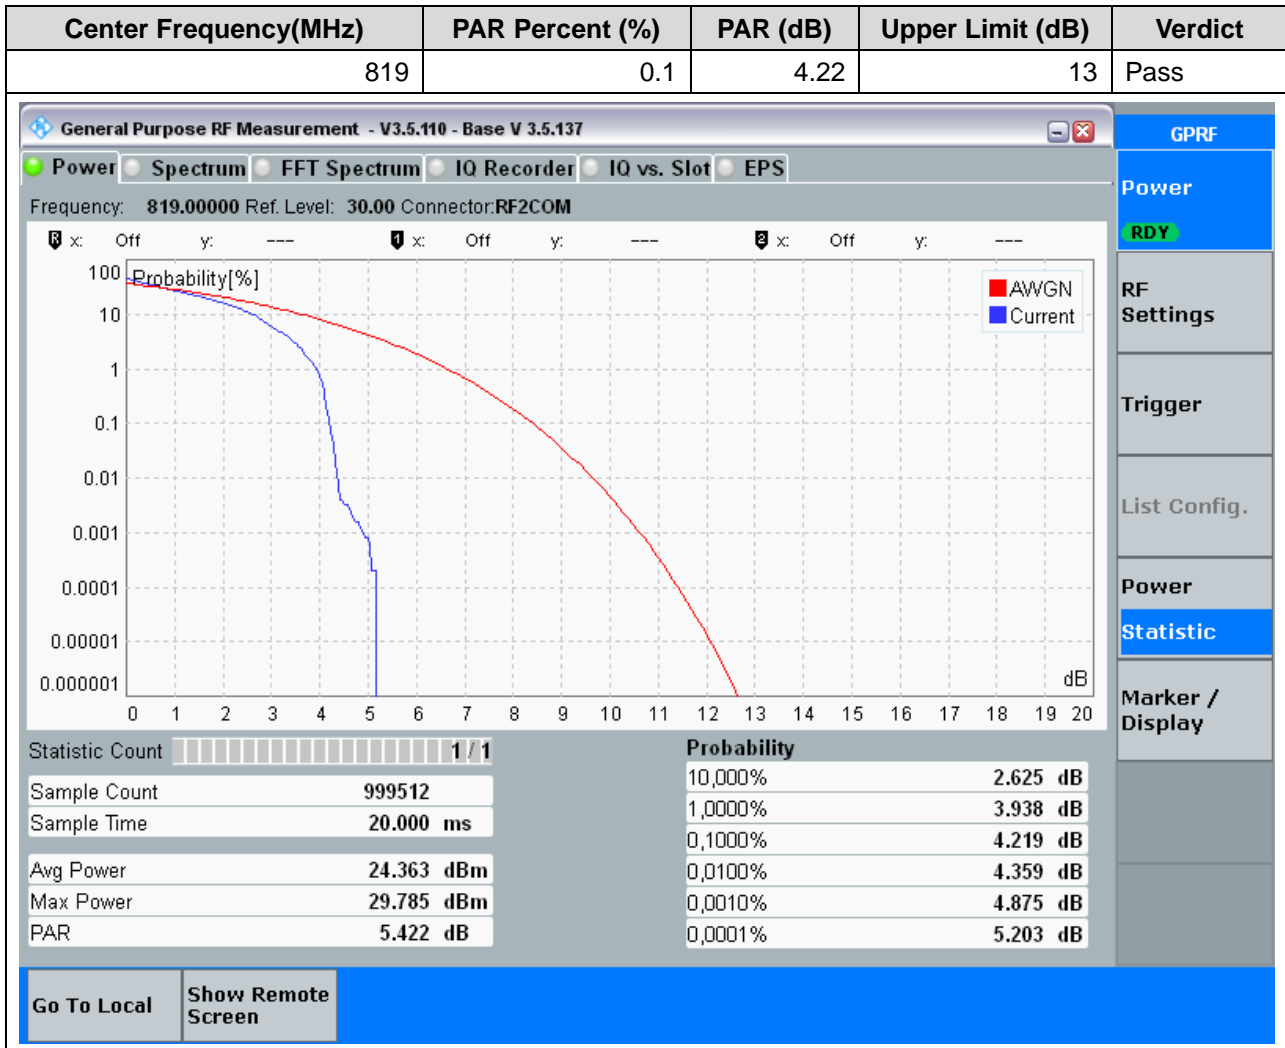 Center Frequency(MHz) PAR Percent (%) PAR (dB) Upper Limit (dB) Verdict
819 0.1 4.22 13 Pass
General Purpose RF Measurement - V3.5.110 - Base V 3.5.137
GPRF
Power Spectrum FFT Spectrum IQ Recorder IQ vs. Slot EPS
Power
RDY
Frequency: 819.00000 Ref. Level: 30.00 Connector:RF2COM
R x: Off y: --- 1 x: Off y: --- 2 x: Off y: ---
Probability[%]
AWGN
Current
100
10
1
0.1
0.01
0.001
0.0001
0.00001
0.000001
dB
0 1 2 3 4 5 6 7 8 9 10 11 12 13 14 15 16 17 18 19 20
RF
Settings
Trigger
List Config.
Power
Statistic
Marker /
Display
Statistic Count 1 / 1
Sample Count 999512
Sample Time 20.000 ms
Avg Power 24.363 dBm
Max Power 29.785 dBm
PAR 5.422 dB
Probability
10,000% 2.625 dB
1,0000% 3.938 dB
0,1000% 4.219 dB
0,0100% 4.359 dB
0,0010% 4.875 dB
0,0001% 5.203 dB
Go To Local
Show Remote
Screen